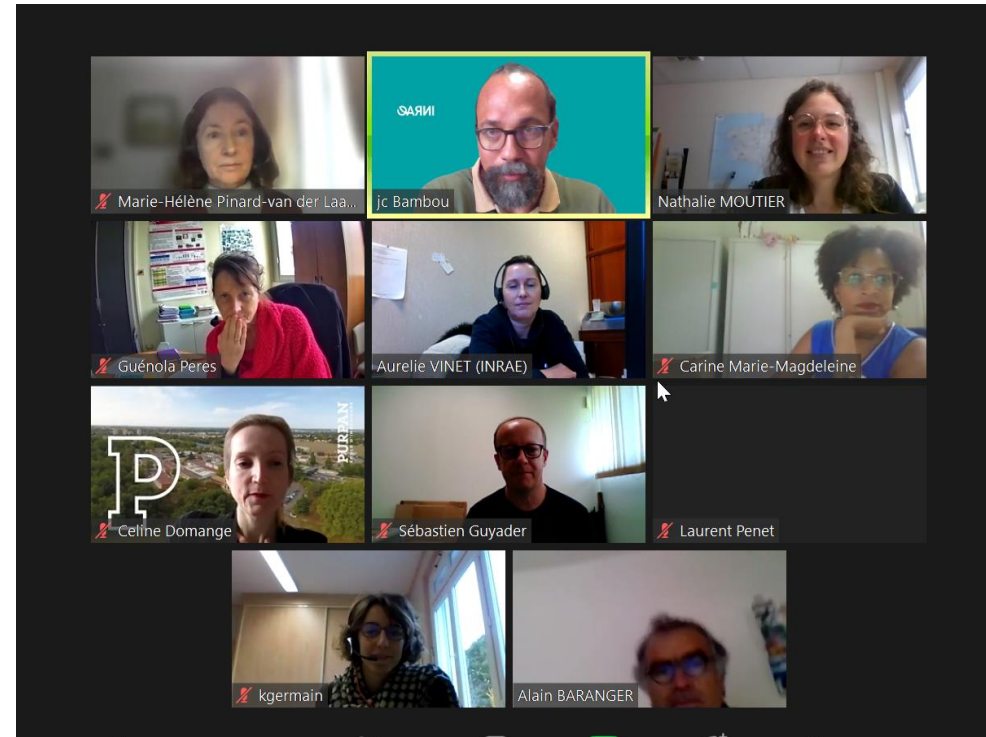 Marie-Hélène Pinard-van der Laa...
INRAE
jc Bambou
Nathalie MOUTIER
Guénola Peres
Aurelie VINET (INRAE)
Carine Marie-Magdeleine
P
PURPAN
Celine Domange
Sébastien Guyader
Laurent Penet
kgermain
Alain BARANGER